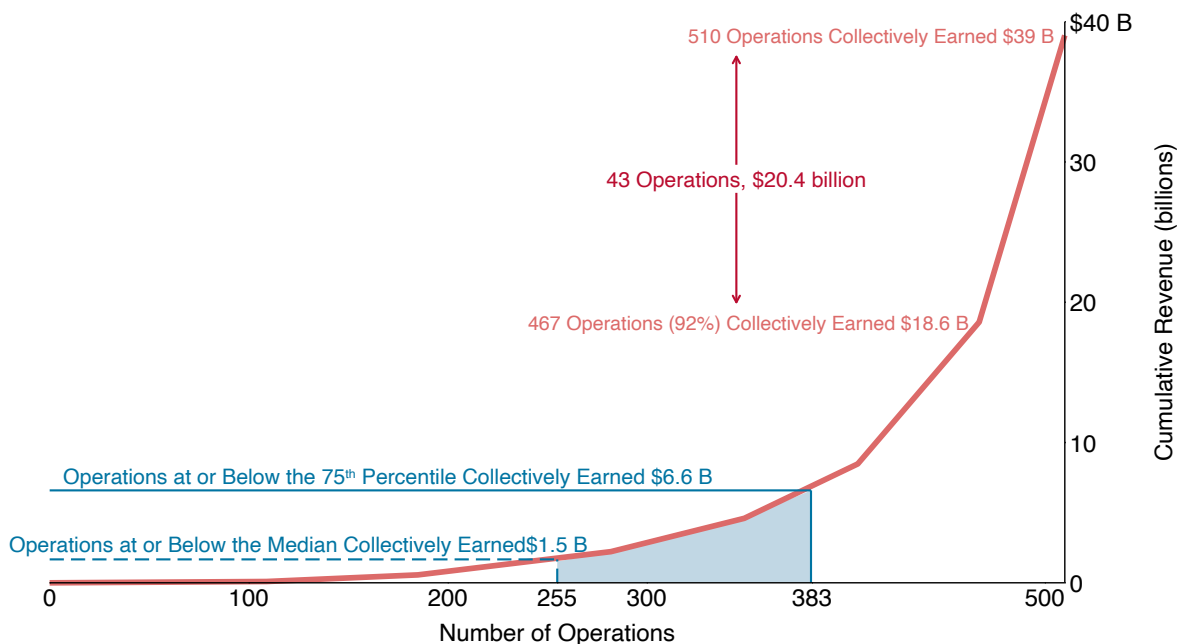 $40 B
510 Operations Collectively Earned $39 B
30
43 Operations, $20.4 billion
20
467 Operations (92%) Collectively Earned $18.6 B
Cumulative Revenue (billions)
10
Operations at or Below the 75th Percentile Collectively Earned $6.6 B
Operations at or Below the Median Collectively Earned$1.5 B
0
0 100 200 255 300 383 500
Number of Operations